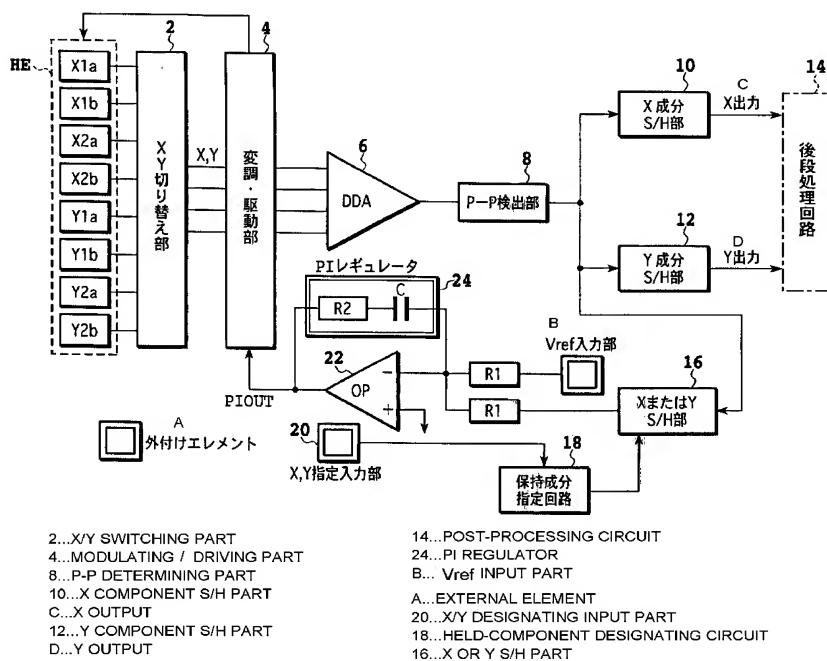 2
4
HE
X1a
X1b
X2a
X2b
Y1a
Y1b
Y2a
Y2b
XY切り替え部
X,Y
変調・駆動部
6
DDA
8
P-P検出部
10
X成分
S/H部
C
X出力
14
後段処理回路
12
Y成分
S/H部
D
Y出力
PIレギュレータ
24
R2
C
22
OP
-
+
PIOUT
R1
R1
B
Vref入力部
16
XまたはY
S/H部
A
外付けエレメント
20
X,Y指定入力部
18
保持成分
指定回路
2...X/Y SWITCHING PART
4...MODULATING / DRIVING PART
8...P-P DETERMINING PART
10...X COMPONENT S/H PART
C...X OUTPUT
12...Y COMPONENT S/H PART
D...Y OUTPUT
14...POST-PROCESSING CIRCUIT
24...PI REGULATOR
B... Vref INPUT PART
A...EXTERNAL ELEMENT
20...X/Y DESIGNATING INPUT PART
18...HELD-COMPONENT DESIGNATING CIRCUIT
16...X OR Y S/H PART